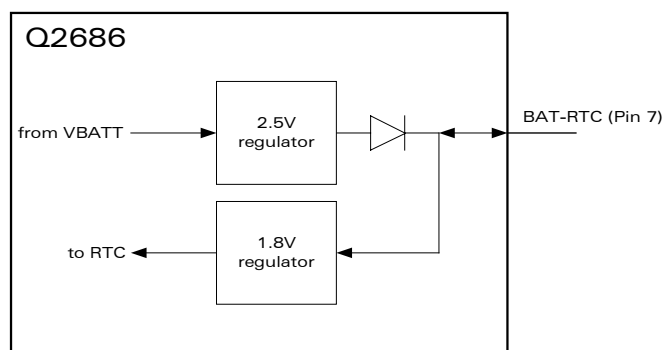 Q2686
from VBATT
2.5V
regulator
BAT-RTC (Pin 7)
to RTC
1.8V
regulator